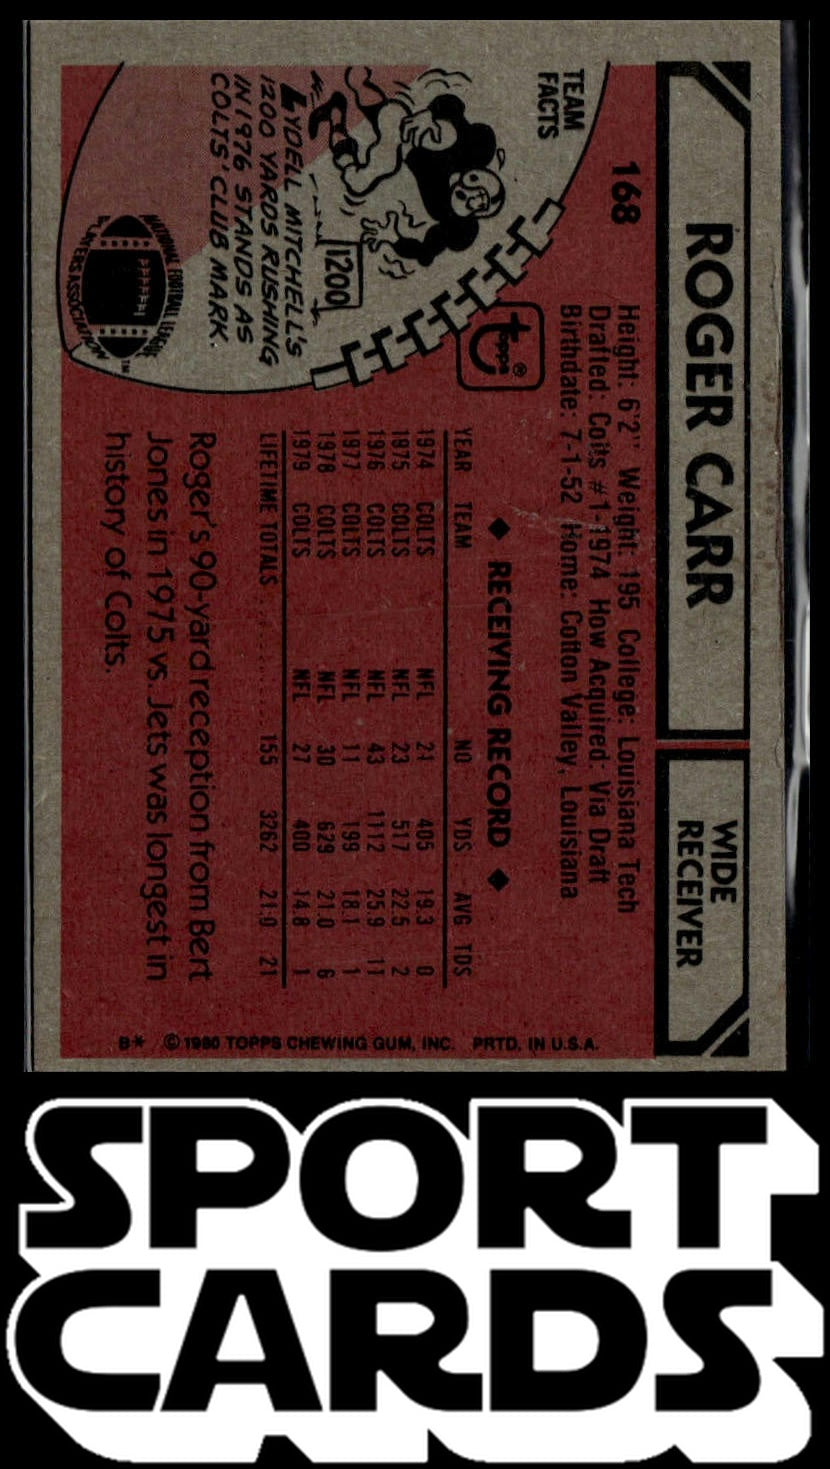 168
ROGER CARR
WIDE
RECEIVER
Height: 6'2" Weight: 195 College: Louisiana Tech
Drafted: Colts #1-1974 How Acquired: Via Draft
Birthdate: 7-1-52 Home: Cotton Valley, Louisiana
TEAM
FACTS
1200
LYDELL MITCHELL'S
1200 YARDS RUSHING
IN 1976 STANDS AS
COLTS' CLUB MARK.
NATIONAL FOOTBALL LEAGUE
PLAYERS ASSOCIATION
TM
topps®
◆ RECEIVING RECORD ◆
YEAR TEAM NO YDS AVG TDS
1974 COLTS NFL 21 405 19.3 0
1975 COLTS NFL 23 517 22.5 2
1976 COLTS NFL 43 1112 25.9 11
1977 COLTS NFL 11 199 18.1 1
1978 COLTS NFL 30 629 21.0 6
1979 COLTS NFL 27 400 14.8 1
LIFETIME TOTALS ........ 155 3262 21.0 21
Roger's 90-yard reception from Bert
Jones in 1975 vs. Jets was longest in
history of Colts.
B* © 1980 TOPPS CHEWING GUM, INC. PRTD. IN U.S.A.
SPORT
CARDS